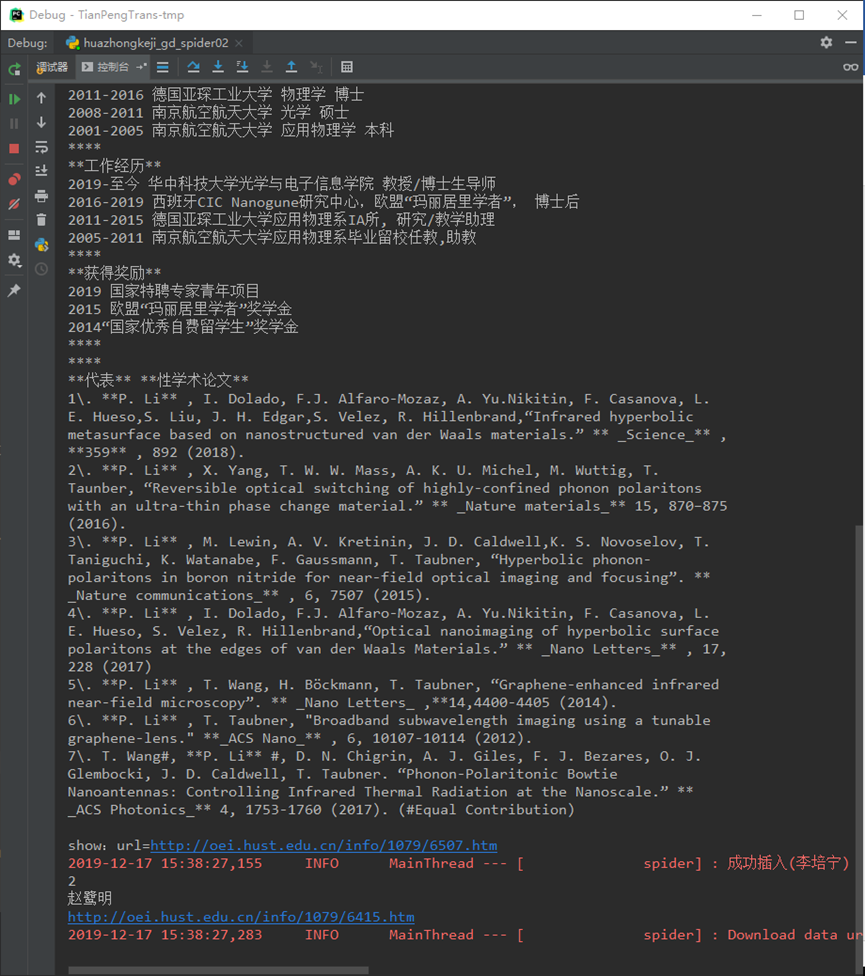 Debug - TianPengTrans-tmp
Debug: huazhongkeji_gd_spider02
调试器 控制台
2011-2016 德国亚琛工业大学 物理学 博士
2008-2011 南京航空航天大学 光学 硕士
2001-2005 南京航空航天大学 应用物理学 本科
****
**工作经历**
2019-至今 华中科技大学光学与电子信息学院 教授/博士生导师
2016-2019 西班牙CIC Nanogune研究中心，欧盟“玛丽居里学者”， 博士后
2011-2015 德国亚琛工业大学应用物理系IA所, 研究/教学助理
2005-2011 南京航空航天大学应用物理系毕业留校任教,助教
****
**获得奖励**
2019 国家特聘专家青年项目
2015 欧盟“玛丽居里学者”奖学金
2014“国家优秀自费留学生”奖学金
****
****
**代表** **性学术论文**
1\. **P. Li** , I. Dolado, F.J. Alfaro-Mozaz, A. Yu.Nikitin, F. Casanova, L.
E. Hueso,S. Liu, J. H. Edgar,S. Velez, R. Hillenbrand,“Infrared hyperbolic
metasurface based on nanostructured van der Waals materials.” ** _Science_** ,
**359** , 892 (2018).
2\. **P. Li** , X. Yang, T. W. W. Mass, A. K. U. Michel, M. Wuttig, T.
Taunber, “Reversible optical switching of highly-confined phonon polaritons
with an ultra-thin phase change material.” ** _Nature materials_** 15, 870–875
(2016).
3\. **P. Li** , M. Lewin, A. V. Kretinin, J. D. Caldwell,K. S. Novoselov, T.
Taniguchi, K. Watanabe, F. Gaussmann, T. Taubner, “Hyperbolic phonon-
polaritons in boron nitride for near-field optical imaging and focusing”. **
_Nature communications_** , 6, 7507 (2015).
4\. **P. Li** , I. Dolado, F.J. Alfaro-Mozaz, A. Yu.Nikitin, F. Casanova, L.
E. Hueso, S. Velez, R. Hillenbrand,“Optical nanoimaging of hyperbolic surface
polaritons at the edges of van der Waals Materials.” ** _Nano Letters_** , 17,
228 (2017)
5\. **P. Li** , T. Wang, H. Böckmann, T. Taubner, “Graphene-enhanced infrared
near-field microscopy”. ** _Nano Letters_ ,**14,4400-4405 (2014).
6\. **P. Li** , T. Taubner, "Broadband subwavelength imaging using a tunable
graphene-lens." **_ACS Nano_** , 6, 10107-10114 (2012).
7\. T. Wang#, **P. Li** #, D. N. Chigrin, A. J. Giles, F. J. Bezares, O. J.
Glembocki, J. D. Caldwell, T. Taubner. “Phonon-Polaritonic Bowtie
Nanoantennas: Controlling Infrared Thermal Radiation at the Nanoscale.” **
_ACS Photonics_** 4, 1753-1760 (2017). (#Equal Contribution)
show: url=http://oei.hust.edu.cn/info/1079/6507.htm
2019-12-17 15:38:27,155 INFO MainThread --- [ spider] : 成功插入(李培宁)
2
赵鹭明
http://oei.hust.edu.cn/info/1079/6415.htm
2019-12-17 15:38:27,283 INFO MainThread --- [ spider] : Download data ur